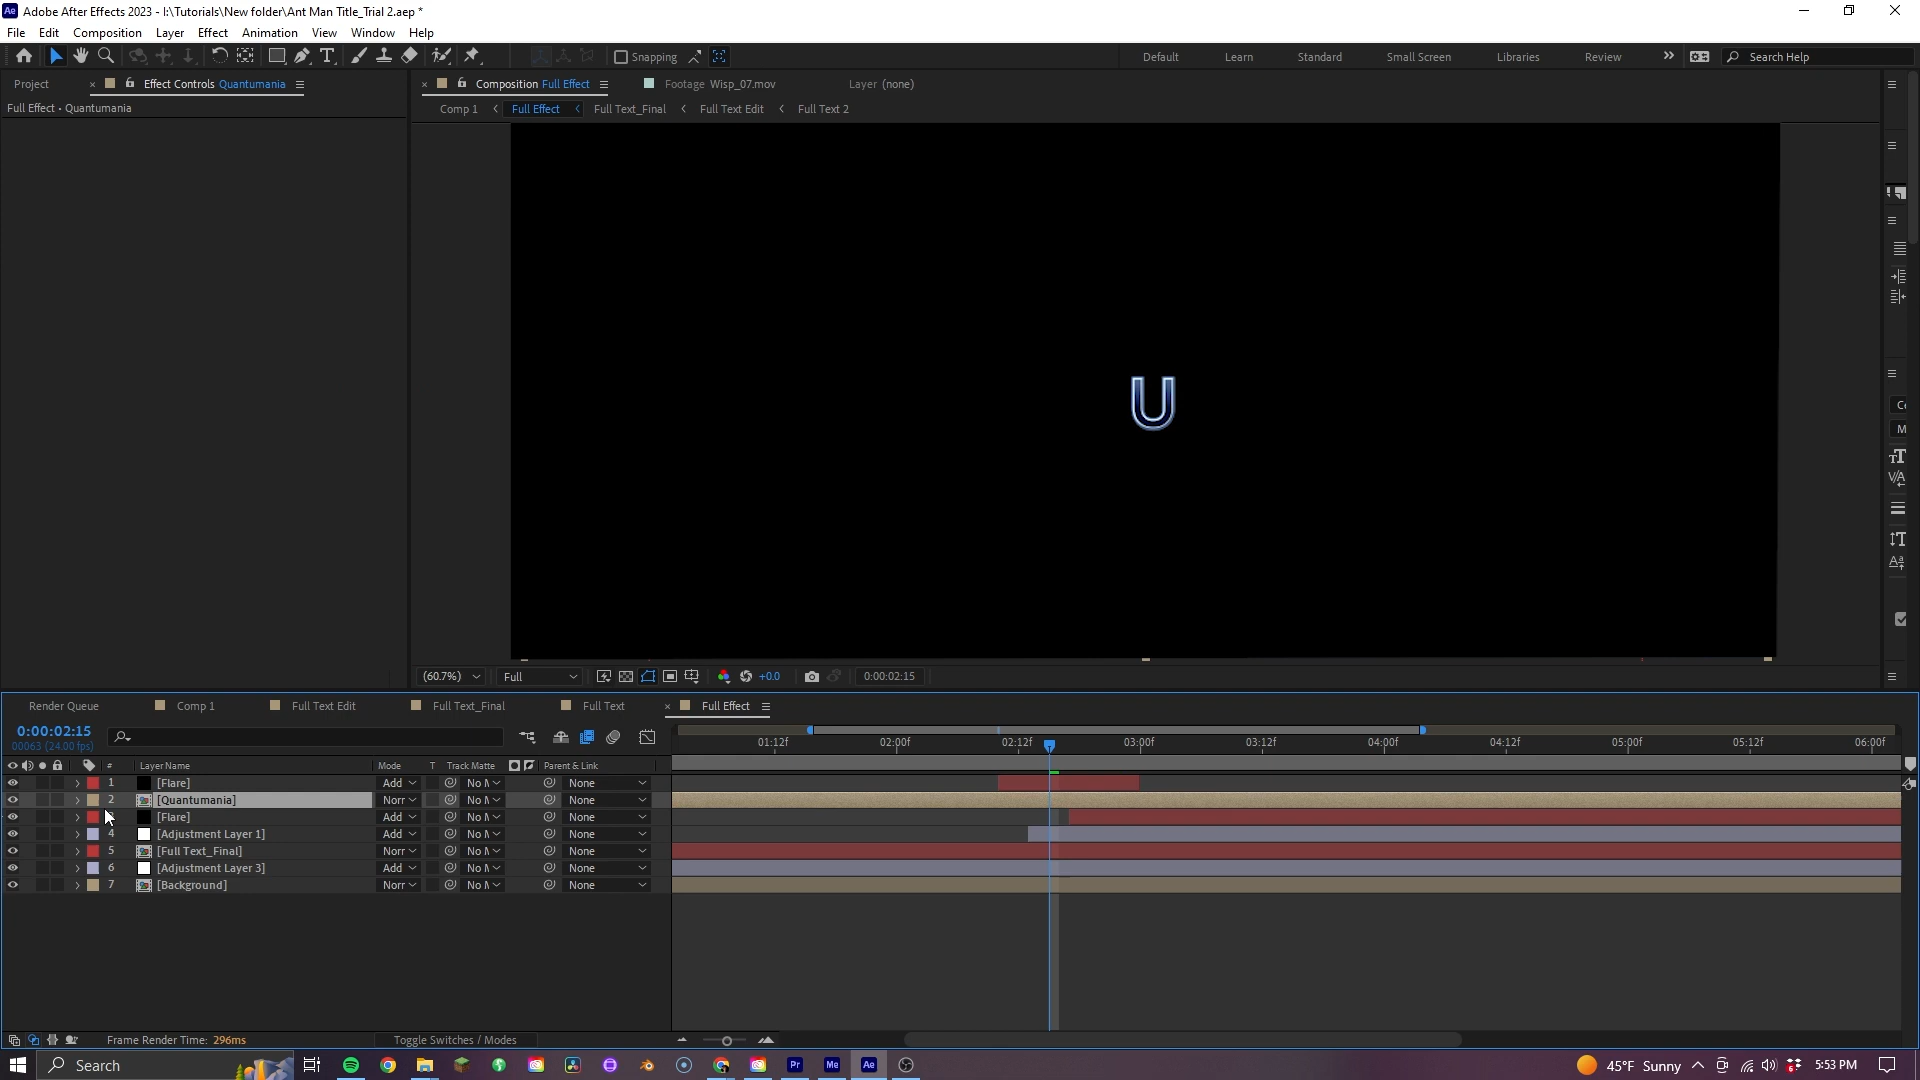 Ae Adobe After Effects 2023 - I:\Tutorials\New folder\Ant Man Title_Trial 2.aep *
File Edit Composition Layer Effect Animation View Window Help
Snapping Default Learn Standard Small Screen Libraries Review » Search Help
Project × Effect Controls Quantumania × Composition Full Effect Footage Wisp_07.mov Layer (none)
Full Effect • Quantumania
Comp 1 < Full Effect < Full Text_Final < Full Text Edit < Full Text 2
U
(60.7%) Full +0.0 0:00:02:15
Render Queue Comp 1 Full Text Edit Full Text_Final Full Text × Full Effect
0:00:02:15
00063 (24.00 fps)
01:12f 02:00f 02:12f 03:00f 03:12f 04:00f 04:12f 05:00f 05:12f 06:00f
# Layer Name Mode T Track Matte Parent & Link
1 [Flare] Add No M None
2 [Quantumania] Norr No M None
[Flare] Add No M None
4 [Adjustment Layer 1] Add No M None
5 [Full Text_Final] Norr No M None
6 [Adjustment Layer 3] Add No M None
7 [Background] Norr No M None
Frame Render Time: 296ms Toggle Switches / Modes
Search Pr Me Ae 45°F Sunny 5:53 PM